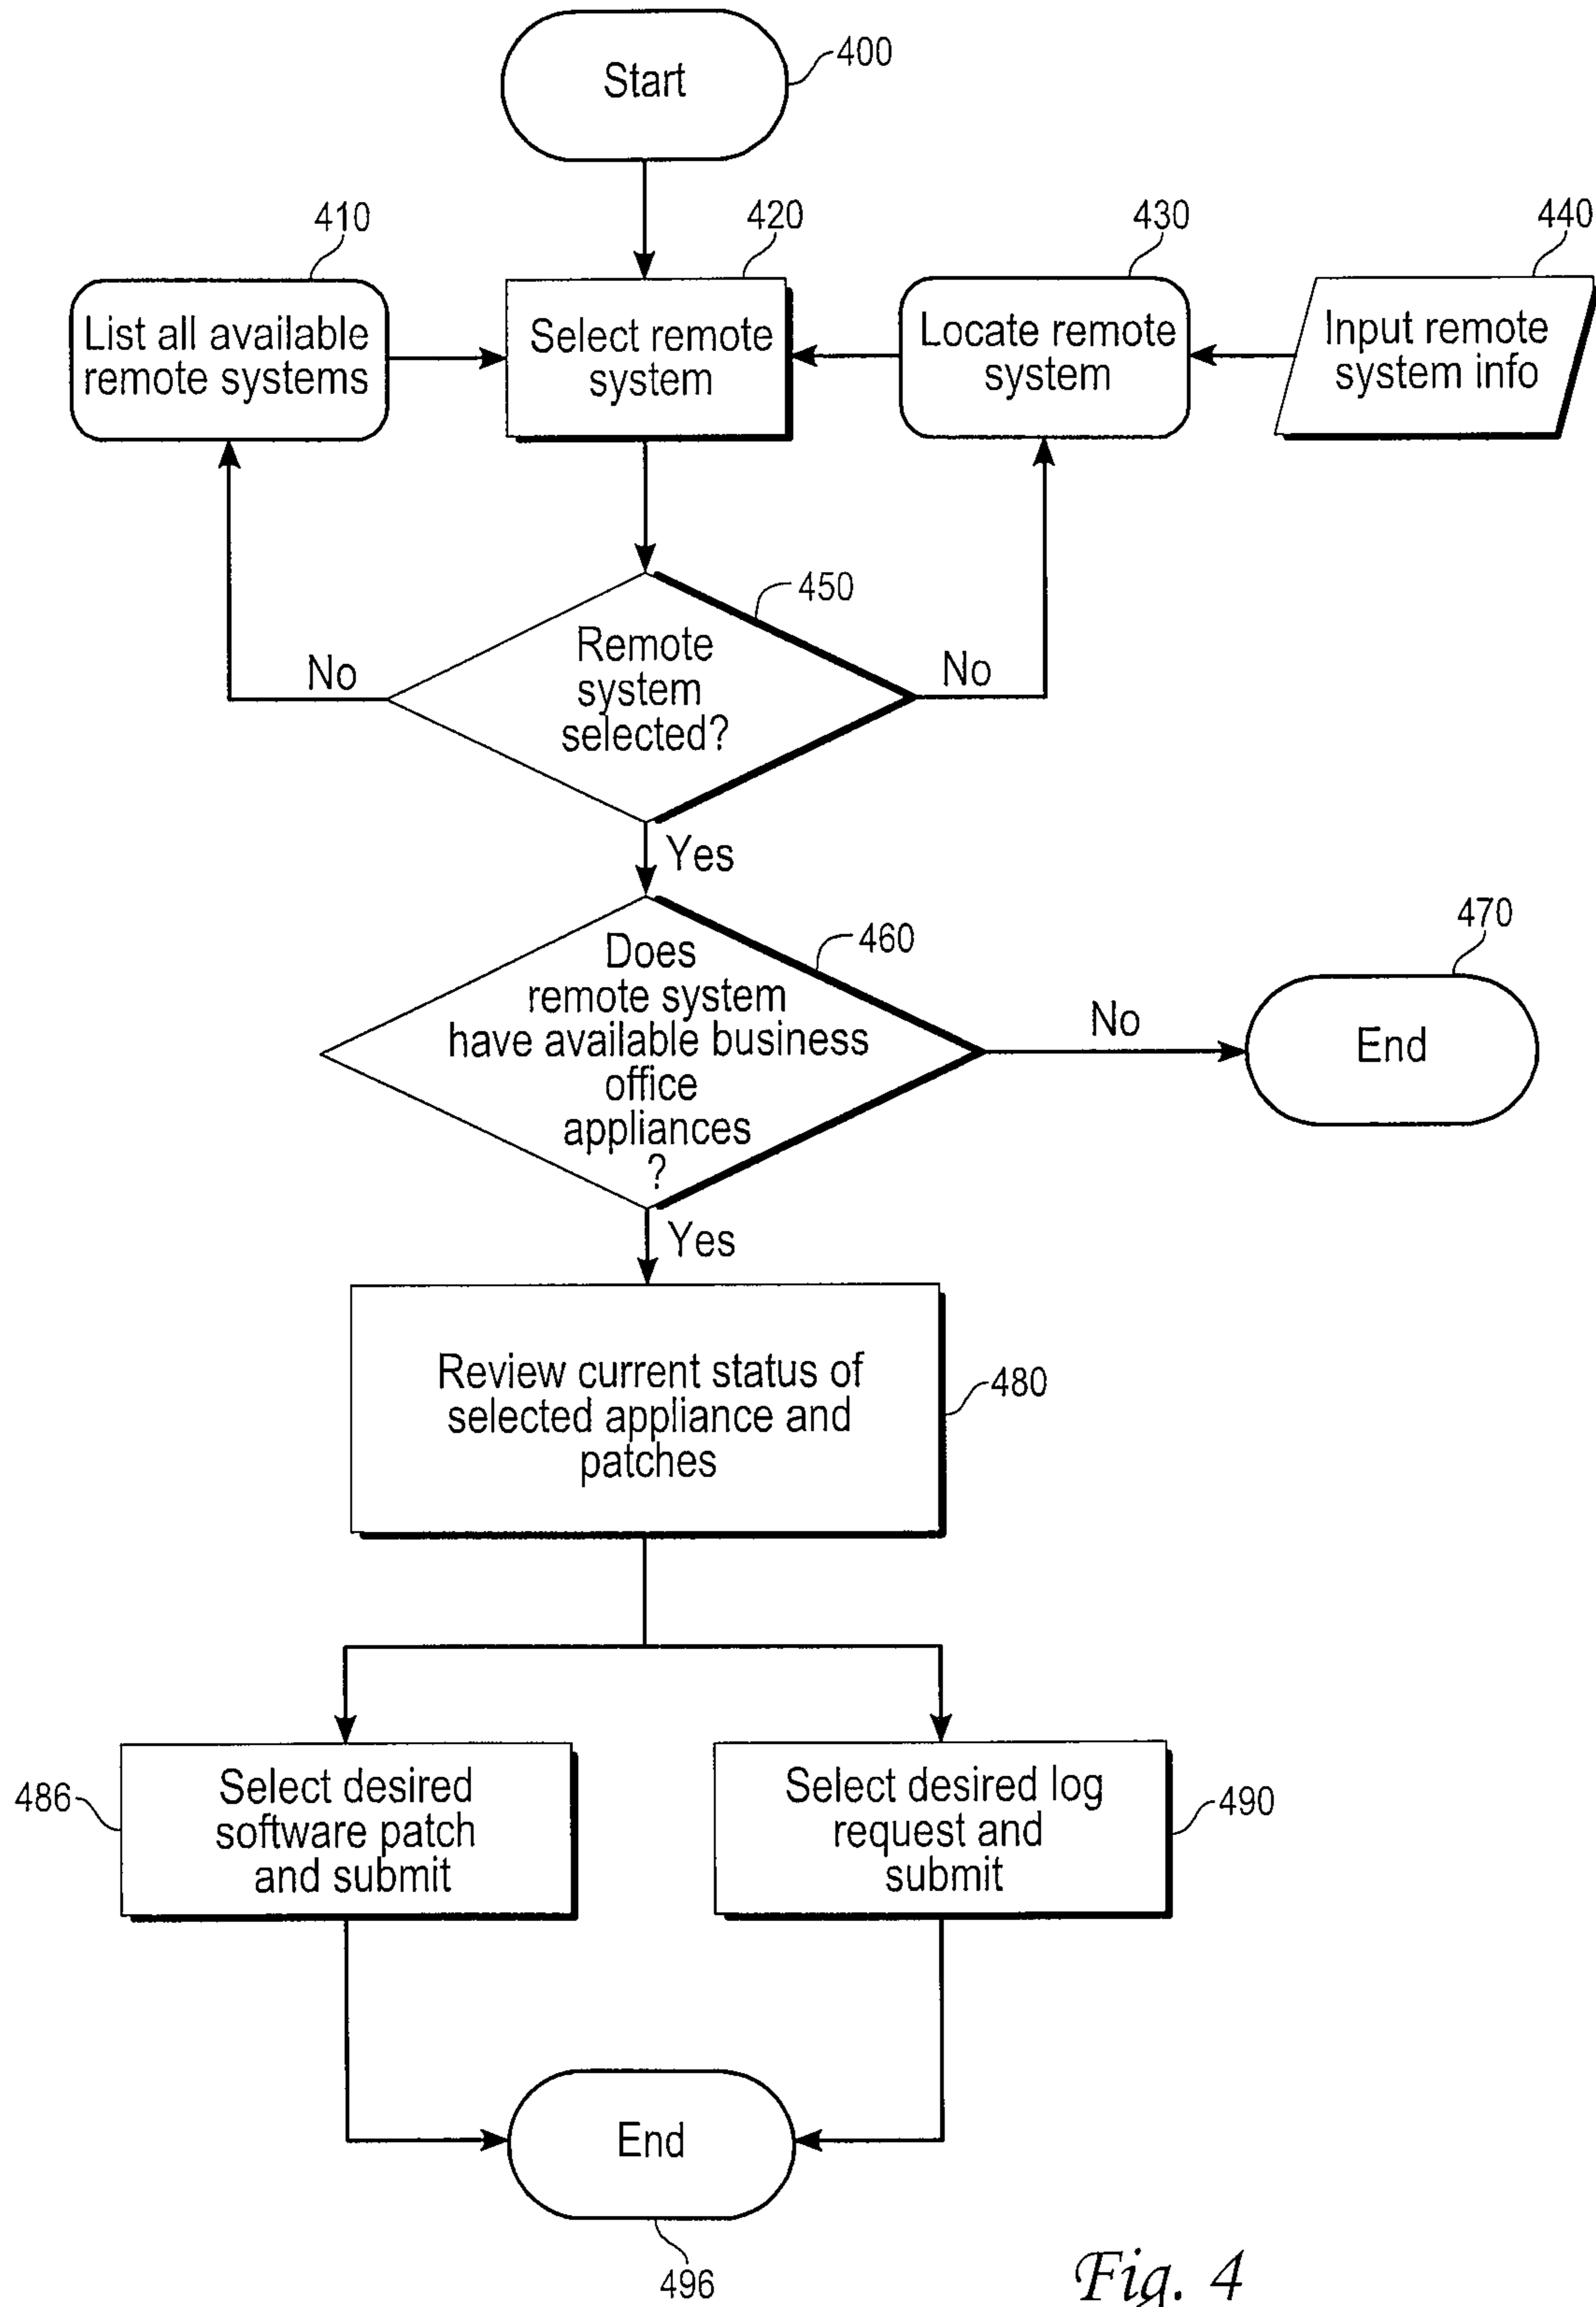 Start
400
410
420
430
440
List all available
remote systems
Select remote
system
Locate remote
system
Input remote
system info
450
Remote
system
selected?
No
No
Yes
460
470
Does
remote system
have available business
office
appliances
?
No
End
Yes
Review current status of
selected appliance and
patches
480
486
Select desired
software patch
and submit
Select desired log
request and
submit
490
End
496
Fig. 4